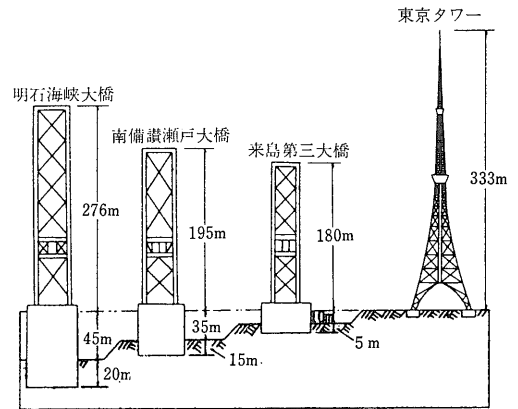 東京タワー
明石海峡大橋
南備讃瀬戸大橋
来島第三大橋
333m
276m
195m
180m
45m
35m
5m
20m
15m